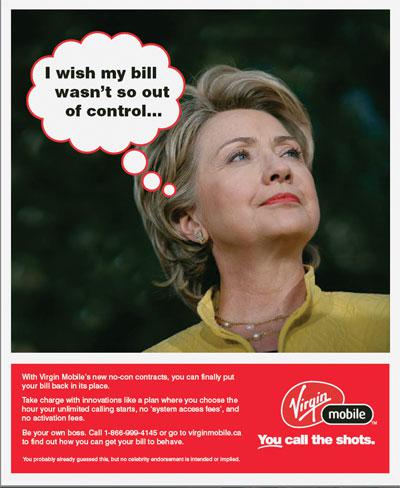 I wish my bill
wasn't so out
of control...
With Virgin Mobile's new no-con contracts, you can finally put
your bill back in its place.
Take charge with innovations like a plan where you choose the
hour your unlimited calling starts, no 'system access fees', and
no activation fees.
Be your own boss. Call 1-866-999-4145 or go to virginmobile.ca
to find out how you can get your bill to behave.
You probably already guessed this, but no celebrity endorsement is intended or implied.
Virgin
mobile
TM
You call the shots.